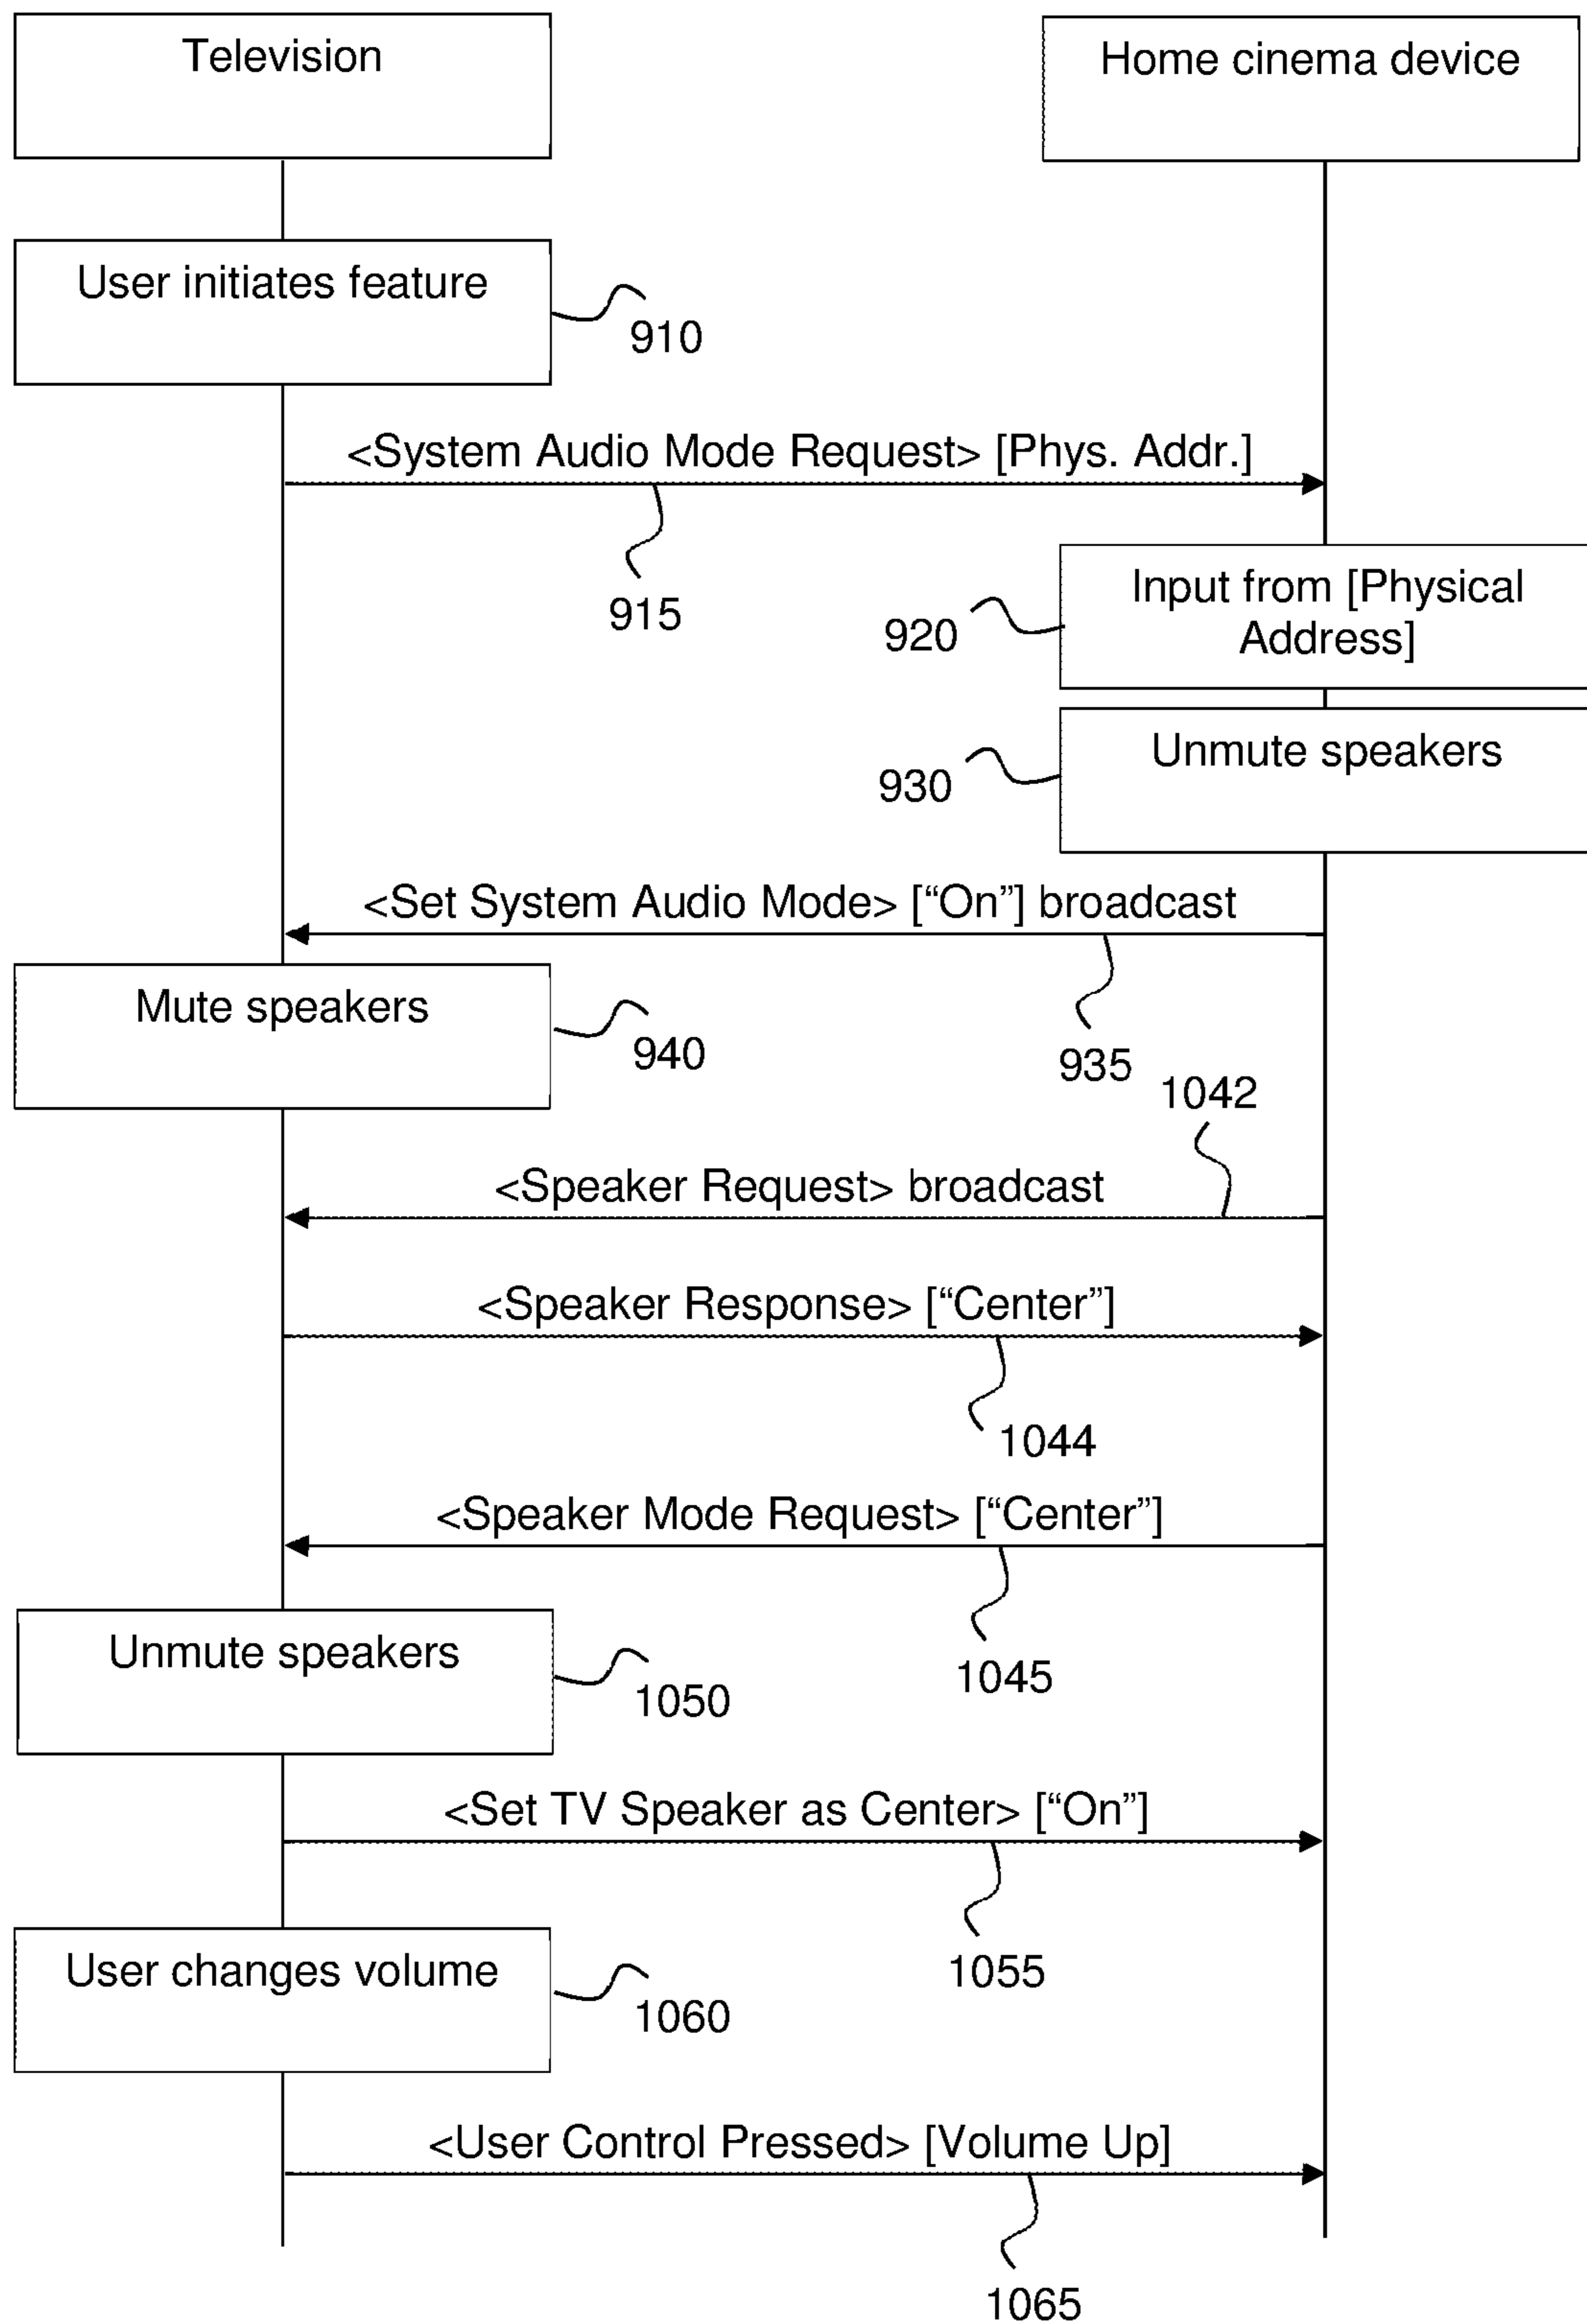 Television
Home cinema device
User initiates feature
910
<System Audio Mode Request> [Phys. Addr.]
915
Input from [Physical
Address]
920
Unmute speakers
930
<Set System Audio Mode> [“On”] broadcast
935
Mute speakers
940
1042
<Speaker Request> broadcast
<Speaker Response> [“Center”]
1044
<Speaker Mode Request> [“Center”]
1045
Unmute speakers
1050
<Set TV Speaker as Center> [“On”]
1055
User changes volume
1060
<User Control Pressed> [Volume Up]
1065